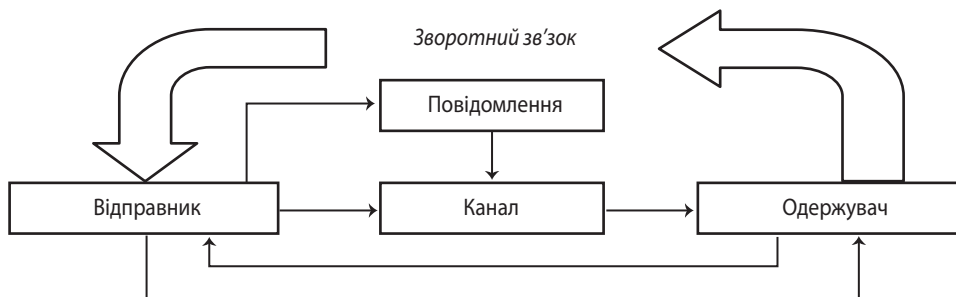 Зворотний зв’язок
Повідомлення
Відправник
Канал
Одержувач